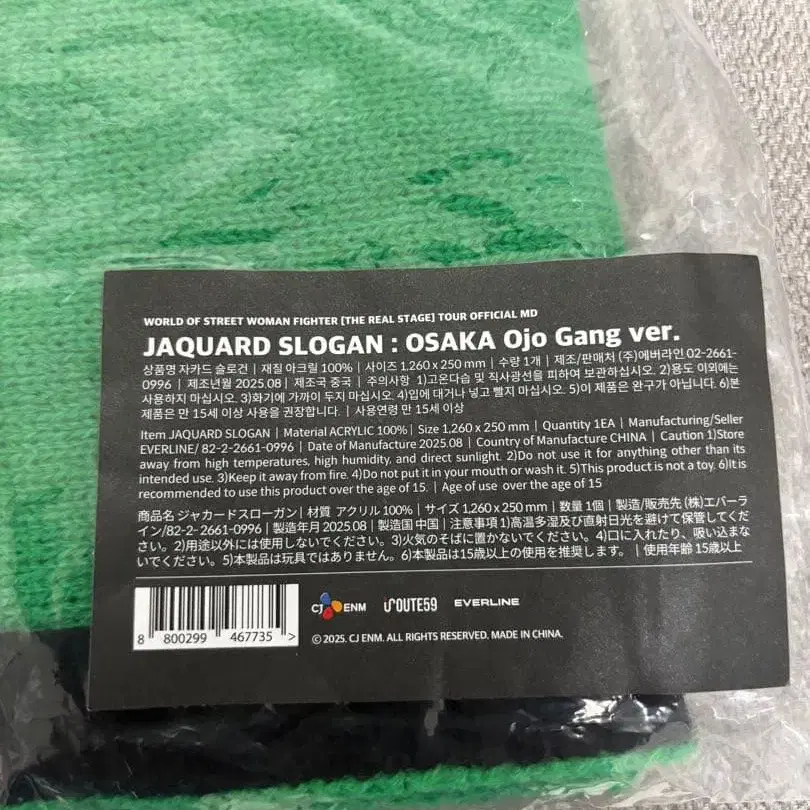 WORLD OF STREET WOMAN FIGHTER [THE REAL STAGE] TOUR OFFICIAL MD
JAQUARD SLOGAN : OSAKA Ojo Gang ver.
상품명 자카드 슬로건 | 재질 아크릴 100% | 사이즈 1,260 x 250 mm | 수량 1개 | 제조/판매처 (주)에버라인 02-2661-
0996 | 제조년월 2025.08 | 제조국 중국 | 주의사항 1)고온다습 및 직사광선을 피하여 보관하십시오. 2)용도 이외에는
사용하지 마십시오. 3)화기에 가까이 두지 마십시오. 4)입에 대거나 넣고 빨지 마십시오. 5)이 제품은 완구가 아닙니다. 6)본
제품은 만 15세 이상 사용을 권장합니다. | 사용연령 만 15세 이상
Item JAQUARD SLOGAN | Material ACRYLIC 100% | Size 1,260 x 250 mm | Quantity 1EA | Manufacturing/Seller
EVERLINE/ 82-2-2661-0996 | Date of Manufacture 2025.08 | Country of Manufacture CHINA | Caution 1)Store
away from high temperatures, high humidity, and direct sunlight. 2)Do not use it for anything other than its
intended use. 3)Keep it away from fire. 4)Do not put it in your mouth or wash it. 5)This product is not a toy. 6)It is
recommended to use this product over the age of 15. | Age of use over the age of 15
商品名 ジャカードスローガン | 材質 アクリル 100% | サイズ 1,260 x 250 mm | 数量 1個 | 製造/販売先 (株)エバーラ
イン/82-2- 2661-0996 | 製造年月 2025.08 | 製造国 中国 | 注意事項 1)高温多湿及び直射日光を避けて保管してくだ
さい。2)用途以外には使用しないでください。3)火気のそばに置かないでください。4)口に入れたり、吸い込まな
いでください。5)本製品は玩具ではありません。6)本製品は15歳以上の使用を推奨します。 | 使用年齢 15歳以上
8 800299 467735 >
CJ ENM ROUTE59 EVERLINE
© 2025. CJ ENM. ALL RIGHTS RESERVED. MADE IN CHINA.